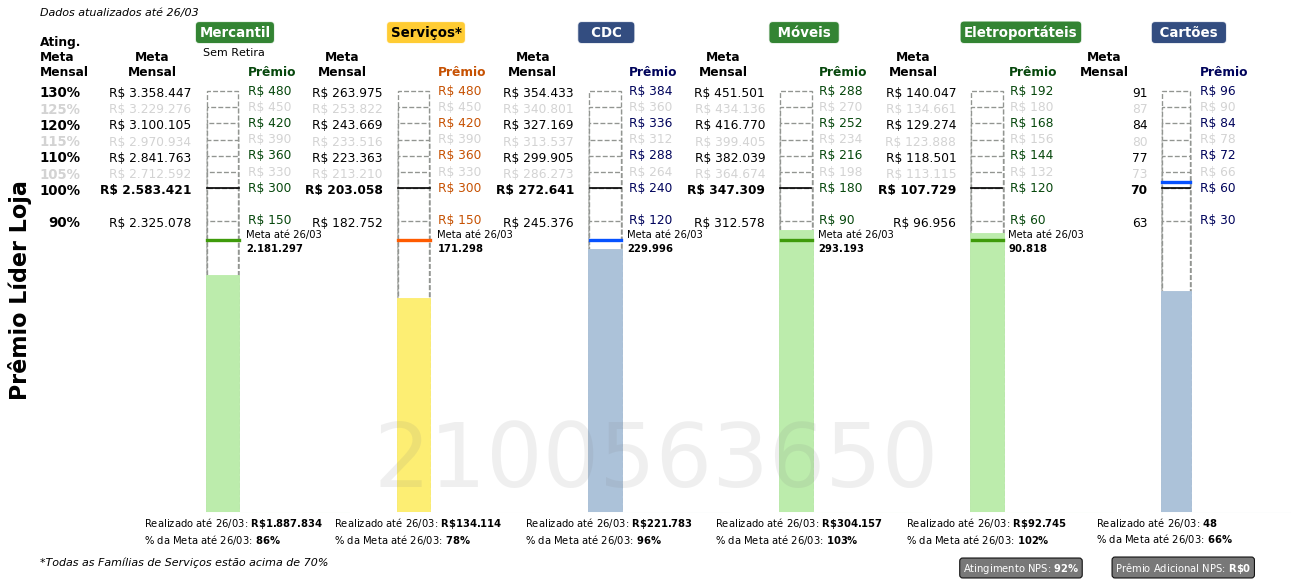 Dados atualizados até 26/03
Mercantil Serviços* CDC Móveis Eletroportáteis Cartões
Sem Retira
Ating. Meta Mensal Meta Mensal Prêmio Meta Mensal Prêmio Meta Mensal Prêmio Meta Mensal Prêmio Meta Mensal Prêmio Meta Mensal Prêmio
130% R$ 3.358.447 R$ 480 R$ 263.975 R$ 480 R$ 354.433 R$ 384 R$ 451.501 R$ 288 R$ 140.047 R$ 192 91 R$ 96
125% R$ 3.229.276 R$ 450 R$ 253.822 R$ 450 R$ 340.801 R$ 360 R$ 434.136 R$ 270 R$ 134.661 R$ 180 87 R$ 90
120% R$ 3.100.105 R$ 420 R$ 243.669 R$ 420 R$ 327.169 R$ 336 R$ 416.770 R$ 252 R$ 129.274 R$ 168 84 R$ 84
115% R$ 2.970.934 R$ 390 R$ 233.516 R$ 390 R$ 313.537 R$ 312 R$ 399.405 R$ 234 R$ 123.888 R$ 156 80 R$ 78
110% R$ 2.841.763 R$ 360 R$ 223.363 R$ 360 R$ 299.905 R$ 288 R$ 382.039 R$ 216 R$ 118.501 R$ 144 77 R$ 72
105% R$ 2.712.592 R$ 330 R$ 213.210 R$ 330 R$ 286.273 R$ 264 R$ 364.674 R$ 198 R$ 113.115 R$ 132 73 R$ 66
100% R$ 2.583.421 R$ 300 R$ 203.058 R$ 300 R$ 272.641 R$ 240 R$ 347.309 R$ 180 R$ 107.729 R$ 120 70 R$ 60
90% R$ 2.325.078 R$ 150 R$ 182.752 R$ 150 R$ 245.376 R$ 120 R$ 312.578 R$ 90 R$ 96.956 R$ 60 63 R$ 30
Meta até 26/03 Meta até 26/03 Meta até 26/03 Meta até 26/03 Meta até 26/03
2.181.297 171.298 229.996 293.193 90.818
Prêmio Líder Loja
2100563650
Realizado até 26/03: R$1.887.834 Realizado até 26/03: R$134.114 Realizado até 26/03: R$221.783 Realizado até 26/03: R$304.157 Realizado até 26/03: R$92.745 Realizado até 26/03: 48
% da Meta até 26/03: 86% % da Meta até 26/03: 78% % da Meta até 26/03: 96% % da Meta até 26/03: 103% % da Meta até 26/03: 102% % da Meta até 26/03: 66%
*Todas as Famílias de Serviços estão acima de 70%
Atingimento NPS: 92% Prêmio Adicional NPS: R$0